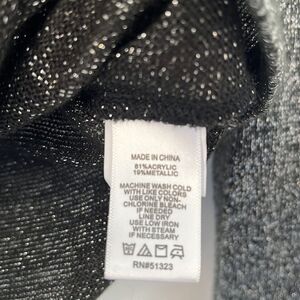 MADE IN CHINA
81%ACRYLIC
19%METALLIC
MACHINE WASH COLD
WITH LIKE COLORS
USE ONLY NON-
CHLORINE BLEACH
IF NEEDED
LINE DRY
USE LOW IRON
WITH STEAM
IF NECESSARY
RN#51323